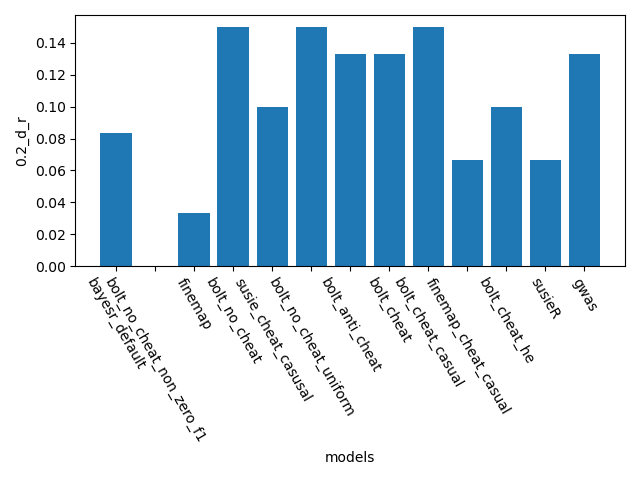 0.14
0.12
0.10
0.08
0.06
0.04
0.02
0.00
0.2_d_r
bayesr_default
bolt_no_cheat_non_zero_f1
finemap
bolt_no_cheat
susie_cheat_casusal
bolt_no_cheat_uniform
bolt_anti_cheat
bolt_cheat
bolt_cheat_casual
finemap_cheat_casual
bolt_cheat_he
susieR
gwas
models